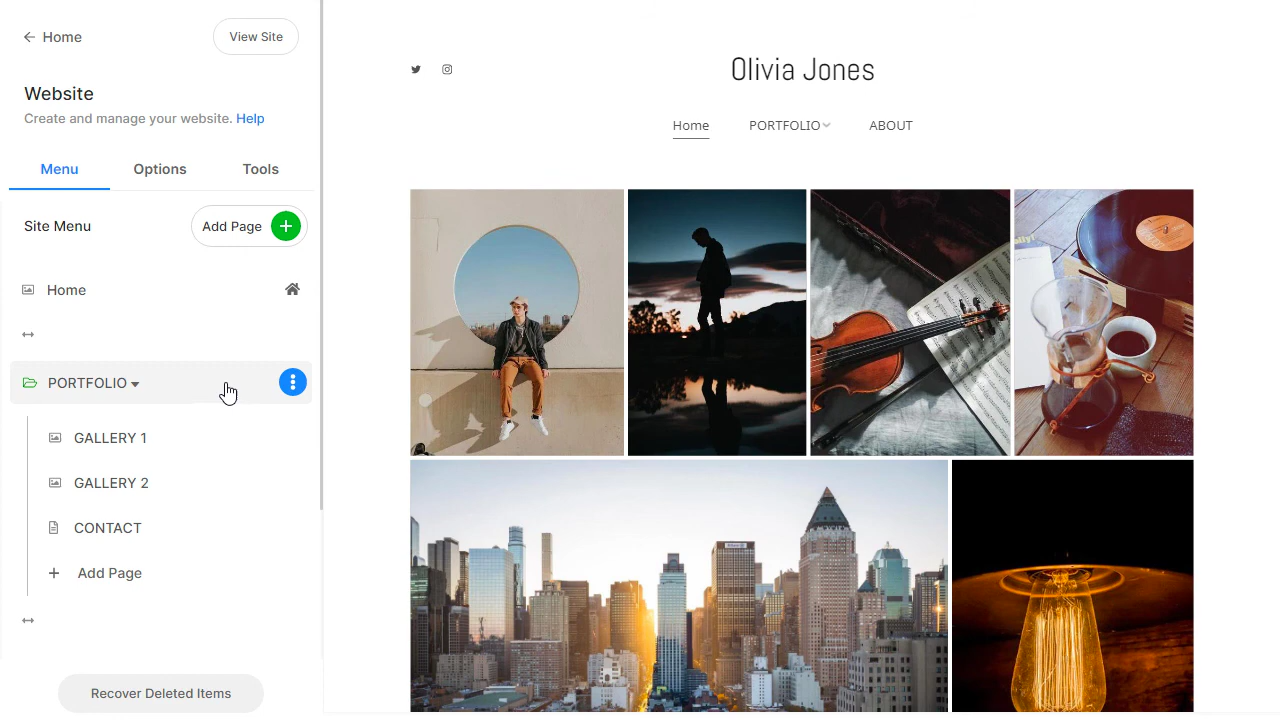 Home
View Site
Website
Create and manage your website. Help
Menu
Options
Tools
Site Menu
Add Page
Home
PORTFOLIO
GALLERY 1
GALLERY 2
CONTACT
Add Page
Recover Deleted Items
Olivia Jones
Home
PORTFOLIO
ABOUT